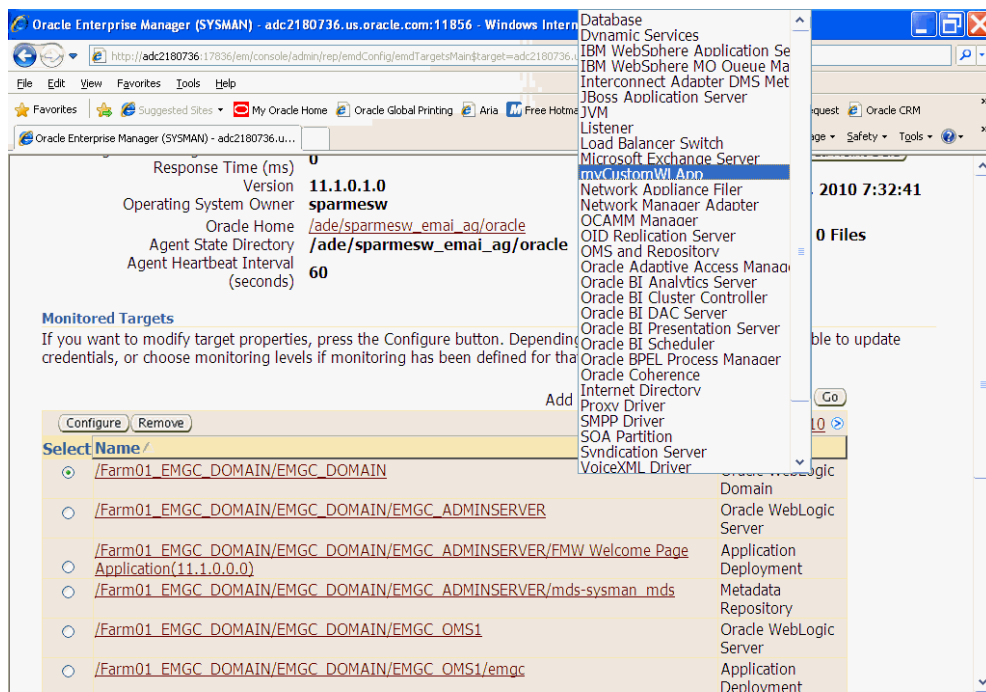 Oracle Enterprise Manager (SYSMAN) - adc2180736.us.oracle.com:11856 - Windows Intern
http://adc2180736:17836/em/console/admin/rep/emdConfig/emdTargetsMain$target=adc2180736.
File Edit View Favorites Tools Help
Favorites Suggested Sites My Oracle Home Oracle Global Printing Aria Free Hotma
quest Oracle CRM
Oracle Enterprise Manager (SYSMAN) - adc2180736.u...
age Safety Tools
Response Time (ms) 0
Version 11.1.0.1.0
Operating System Owner sparmesw
Oracle Home /ade/sparmesw_emai_ag/oracle
Agent State Directory /ade/sparmesw_emai_ag/oracle
Agent Heartbeat Interval (seconds) 60
2010 7:32:41
0 Files
Database
Dynamic Services
IBM WebSphere Application Se
IBM WebSphere MQ Queue Ma
Interconnect Adapter DMS Met
JBoss Application Server
JVM
Listener
Load Balancer Switch
Microsoft Exchange Server
myCustomWLApp
Network Appliance Filer
Network Manager Adapter
OCAMM Manager
OID Replication Server
OMS and Repository
Oracle Adaptive Access Manag
Oracle BI Analytics Server
Oracle BI Cluster Controller
Oracle BI DAC Server
Oracle BI Presentation Server
Oracle BI Scheduler
Oracle BPEL Process Manager
Oracle Coherence
Internet Directory
Proxy Driver
SMPP Driver
SOA Partition
Syndication Server
VoiceXML Driver
Monitored Targets
If you want to modify target properties, press the Configure button. Depending
ble to update
credentials, or choose monitoring levels if monitoring has been defined for tha
Add
Go
Configure Remove
10
Select Name
/Farm01_EMGC_DOMAIN/EMGC_DOMAIN
Oracle WebLogic
Domain
/Farm01_EMGC_DOMAIN/EMGC_DOMAIN/EMGC_ADMINSERVER
Oracle WebLogic
Server
/Farm01_EMGC_DOMAIN/EMGC_DOMAIN/EMGC_ADMINSERVER/FMW Welcome Page
Application(11.1.0.0.0)
Application
Deployment
/Farm01_EMGC_DOMAIN/EMGC_DOMAIN/EMGC_ADMINSERVER/mds-sysman_mds
Metadata
Repository
/Farm01_EMGC_DOMAIN/EMGC_DOMAIN/EMGC_OMS1
Oracle WebLogic
Server
/Farm01_EMGC_DOMAIN/EMGC_DOMAIN/EMGC_OMS1/emgc
Application
Deployment